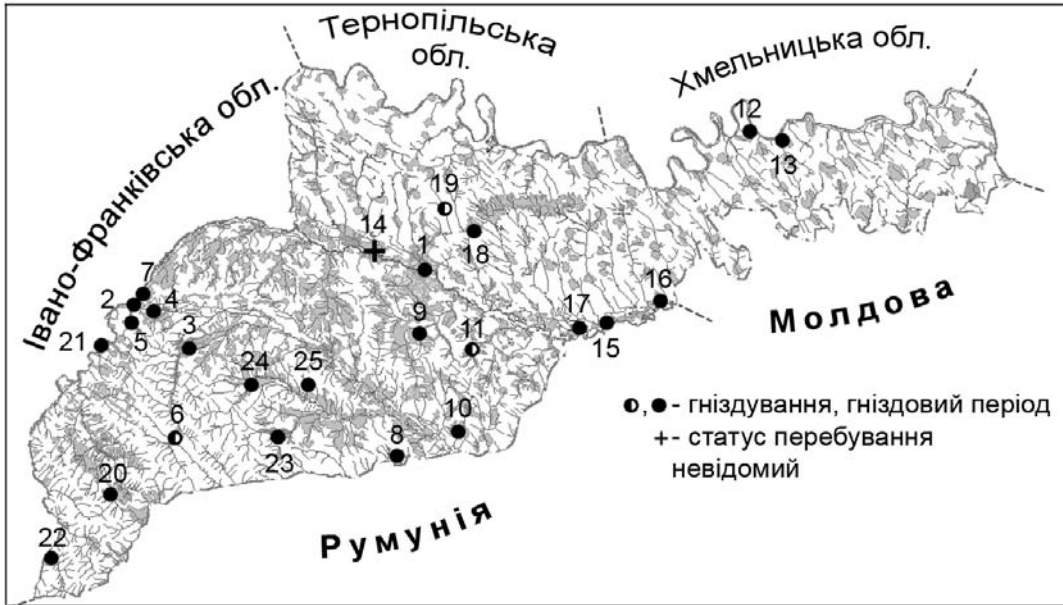 Тернопільська
обл.
Хмельницька обл.
Івано-Франківська обл.
12
13
19
14
1
18
7
2
4
16
21
5
3
9
11
17
15
Молдова
24
25
6
10
8
23
20
22
- гніздування, гніздовий період
+- статус перебування
невідомий
Румунія